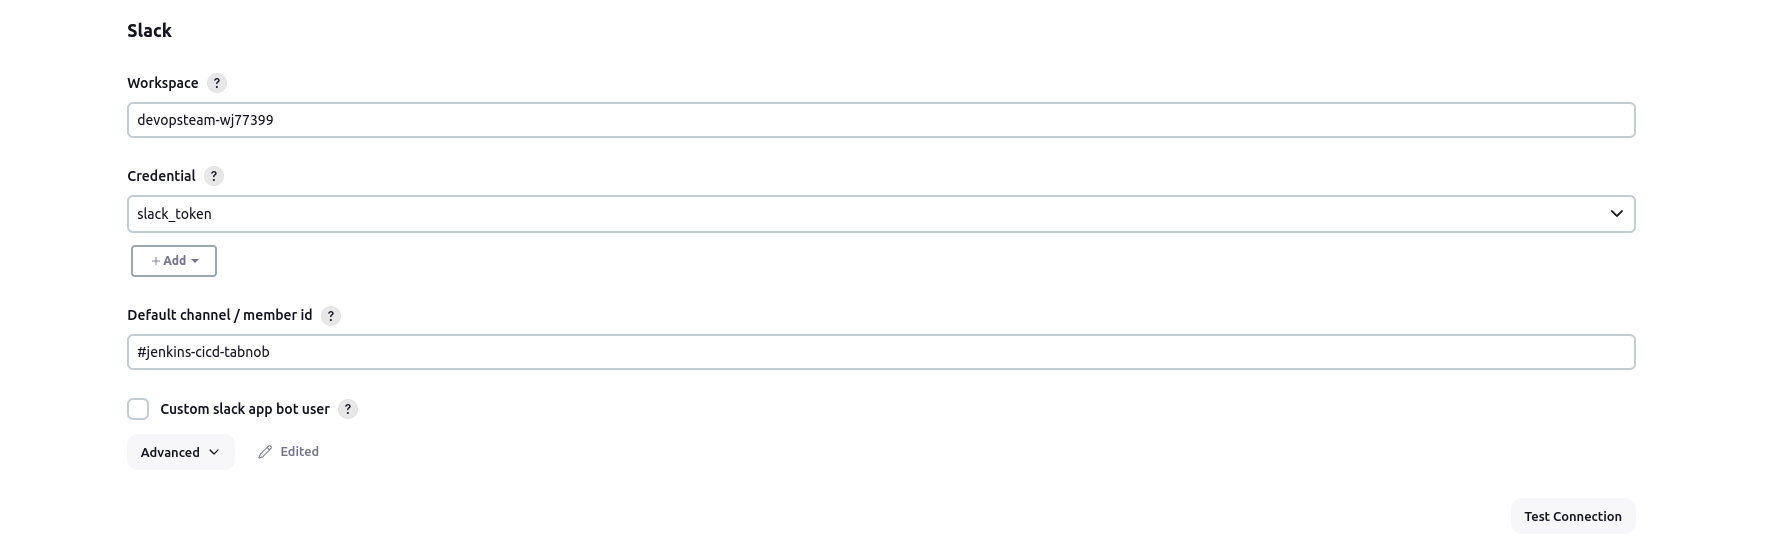 Slack
Workspace ?
devopsteam-wj77399
Credential ?
slack_token
+ Add
Default channel / member id ?
#jenkins-cicd-tabnob
Custom slack app bot user ?
Advanced
Edited
Test Connection